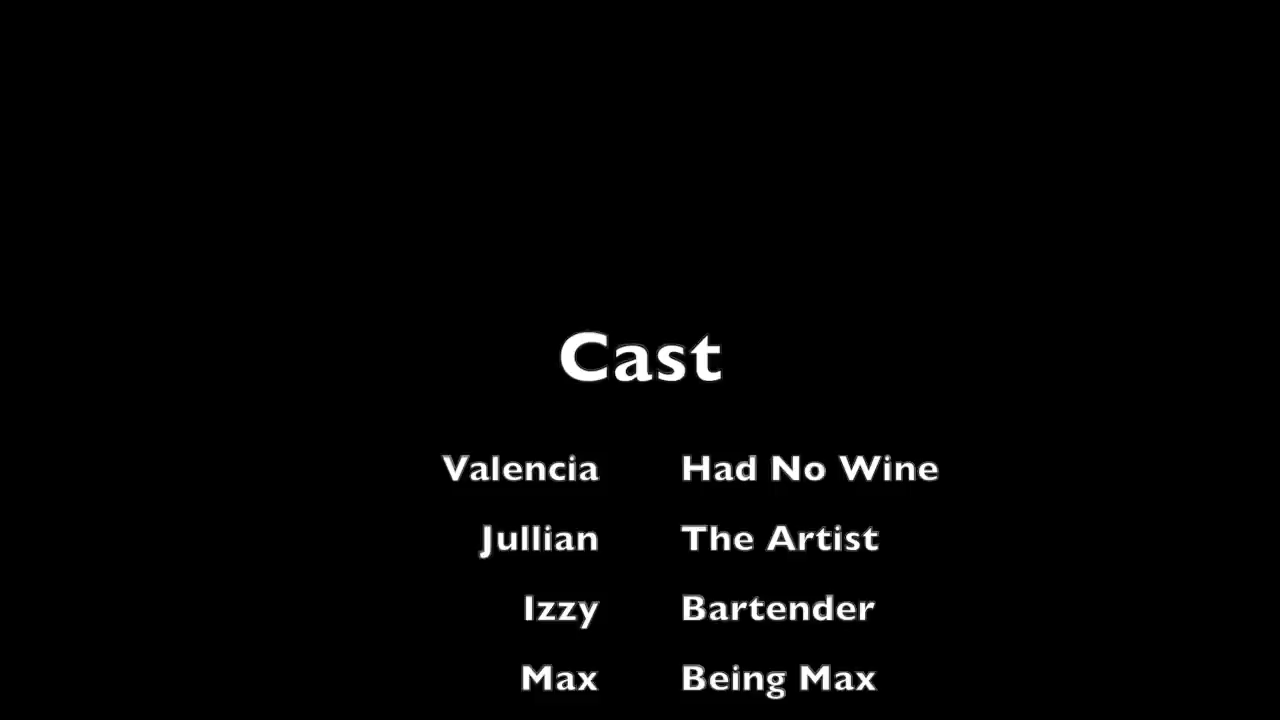 Cast
Valencia Had No Wine
Jullian The Artist
Izzy Bartender
Max Being Max